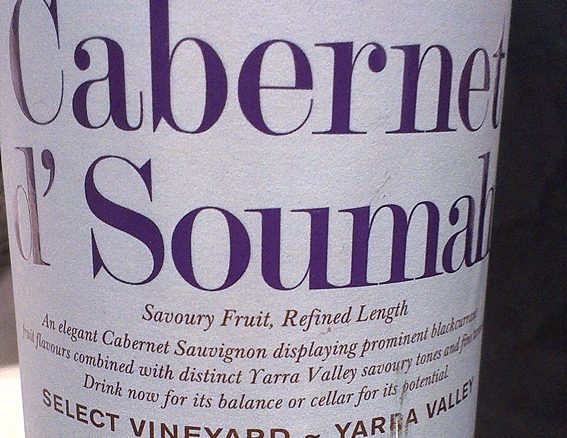 Cabernet
d' Soumah
Savoury Fruit, Refined Length
An elegant Cabernet Sauvignon displaying prominent blackcurrant
fruit flavours combined with distinct Yarra Valley savoury tones and fine
Drink now for its balance or cellar for its potential.
SELECT VINEYARD ~ YARRA VALLEY